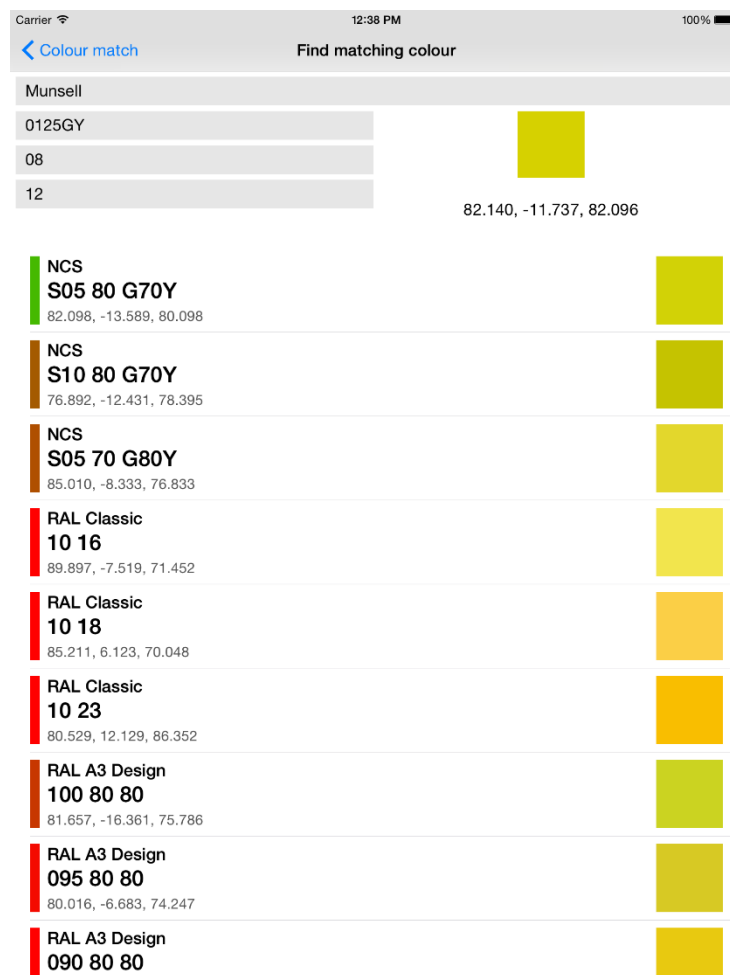 Carrier 12:38 PM 100%
Colour match Find matching colour
Munsell
0125GY
08
12
82.140, -11.737, 82.096
NCS
S05 80 G70Y
82.098, -13.589, 80.098
NCS
S10 80 G70Y
76.892, -12.431, 78.395
NCS
S05 70 G80Y
85.010, -8.333, 76.833
RAL Classic
10 16
89.897, -7.519, 71.452
RAL Classic
10 18
85.211, 6.123, 70.048
RAL Classic
10 23
80.529, 12.129, 86.352
RAL A3 Design
100 80 80
81.657, -16.361, 75.786
RAL A3 Design
095 80 80
80.016, -6.683, 74.247
RAL A3 Design
090 80 80